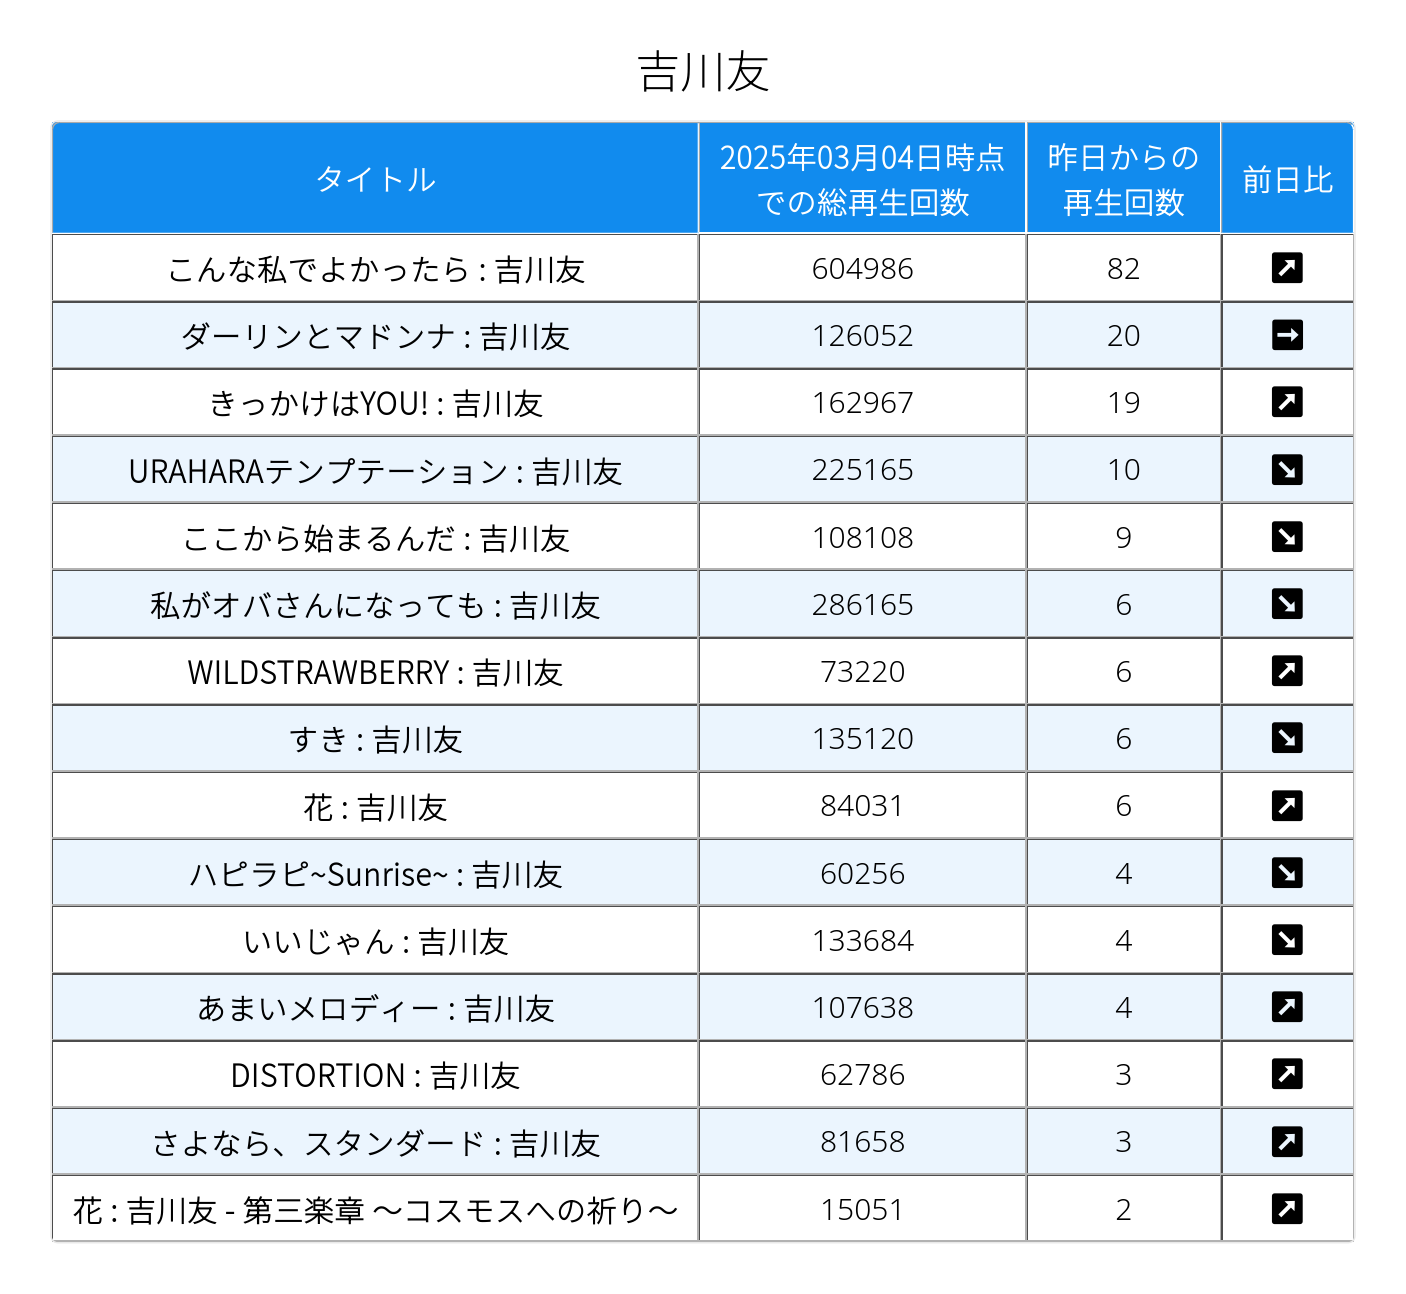 吉川友
タイトル 2025年03月04日時点での総再生回数 昨日からの再生回数 前日比
こんな私でよかったら : 吉川友 604986 82 ↗
ダーリンとマドンナ : 吉川友 126052 20 ➡
きっかけはYOU! : 吉川友 162967 19 ↗
URAHARAテンプテーション : 吉川友 225165 10 ↘
ここから始まるんだ : 吉川友 108108 9 ↘
私がオバさんになっても : 吉川友 286165 6 ↘
WILDSTRAWBERRY : 吉川友 73220 6 ↗
すき : 吉川友 135120 6 ↘
花 : 吉川友 84031 6 ↗
ハピラピ~Sunrise~ : 吉川友 60256 4 ↘
いいじゃん : 吉川友 133684 4 ↘
あまいメロディー : 吉川友 107638 4 ↗
DISTORTION : 吉川友 62786 3 ↗
さよなら、スタンダード : 吉川友 81658 3 ↗
花 : 吉川友 - 第三楽章 〜コスモスへの祈り〜 15051 2 ↗